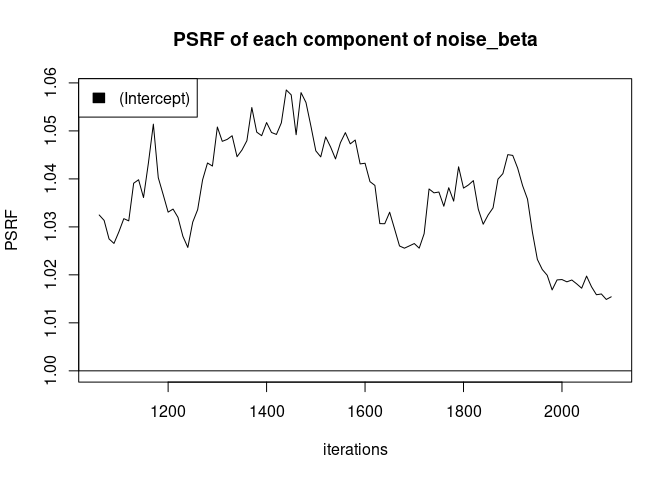 PSRF of each component of noise_beta
(Intercept)
PSRF
1.06
1.05
1.04
1.03
1.02
1.01
1.00
1200 1400 1600 1800 2000
iterations